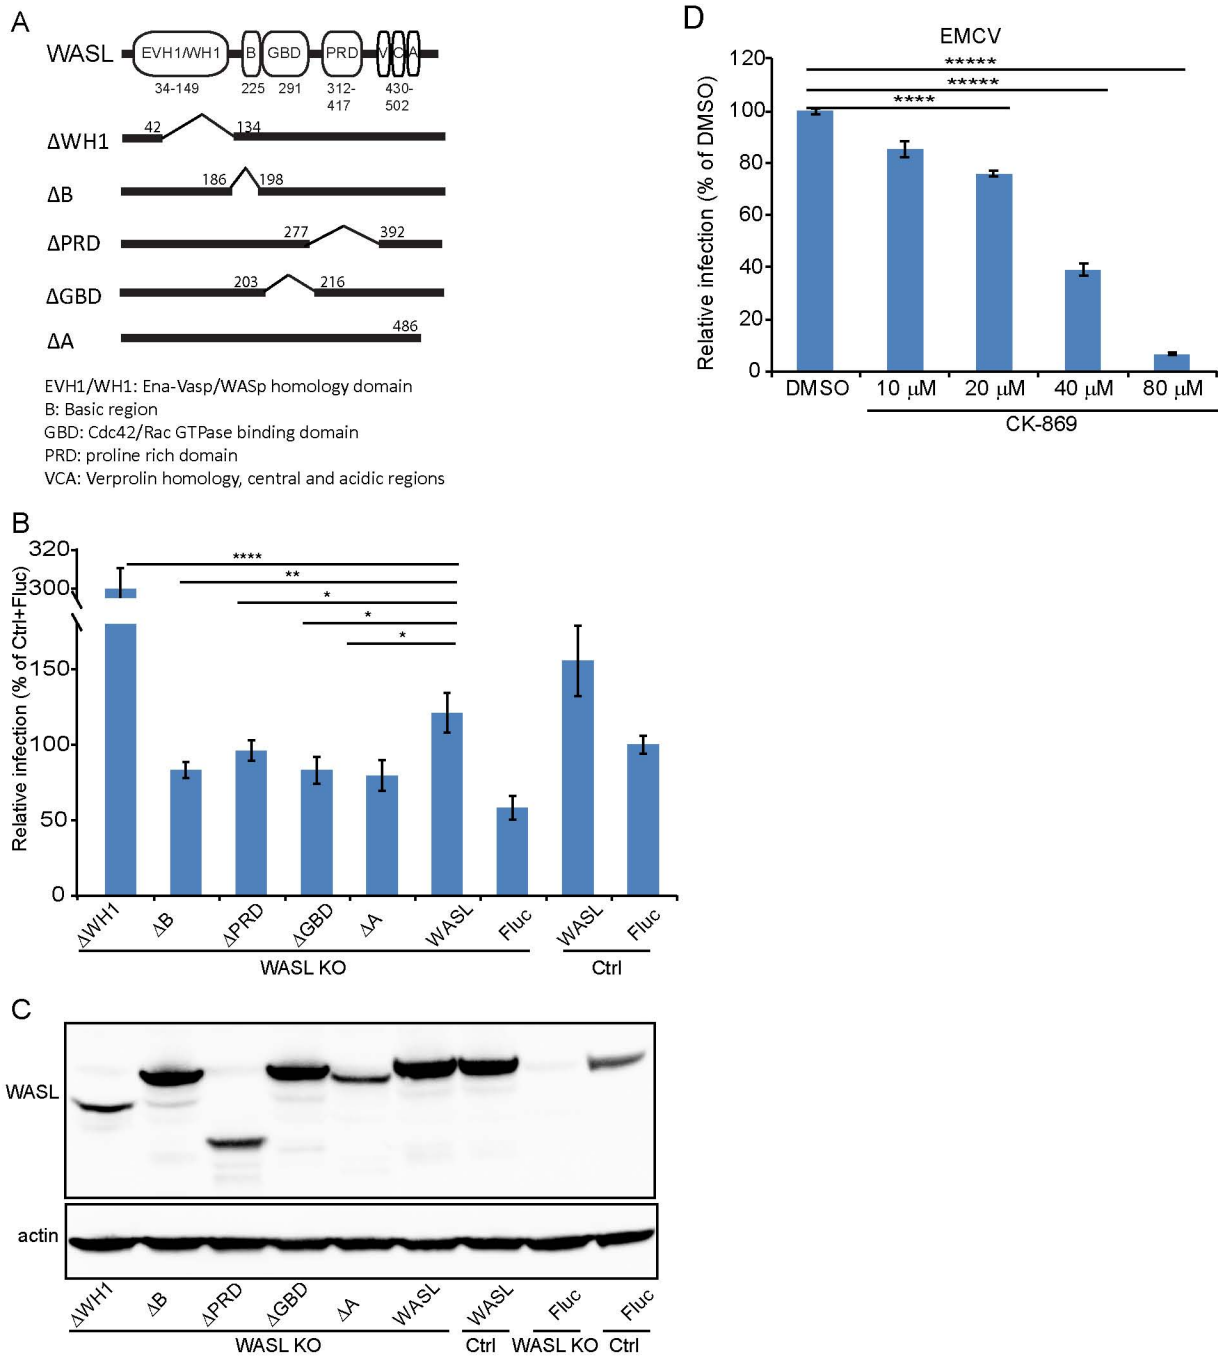 A
WASL
EVH1/WH1 B GBD PRD V C A
34-149 225 291 312-417 430-502
ΔWH1 42 134
ΔB 186 198
ΔPRD 277 392
ΔGBD 203 216
ΔA 486
EVH1/WH1: Ena-Vasp/WASp homology domain
B: Basic region
GBD: Cdc42/Rac GTPase binding domain
PRD: proline rich domain
VCA: Verprolin homology, central and acidic regions
B
Relative infection (% of Ctrl+Fluc)
320
300
150
100
50
0
****
**
*
*
*
ΔWH1 ΔB ΔPRD ΔGBD ΔA WASL Fluc WASL Fluc
WASL KO Ctrl
C
WASL
actin
ΔWH1 ΔB ΔPRD ΔGBD ΔA WASL WASL Fluc Fluc
WASL KO Ctrl WASL KO Ctrl
D
EMCV
Relative infection (% of DMSO)
120
100
80
60
40
20
0
*****
*****
****
DMSO 10 μM 20 μM 40 μM 80 μM
CK-869